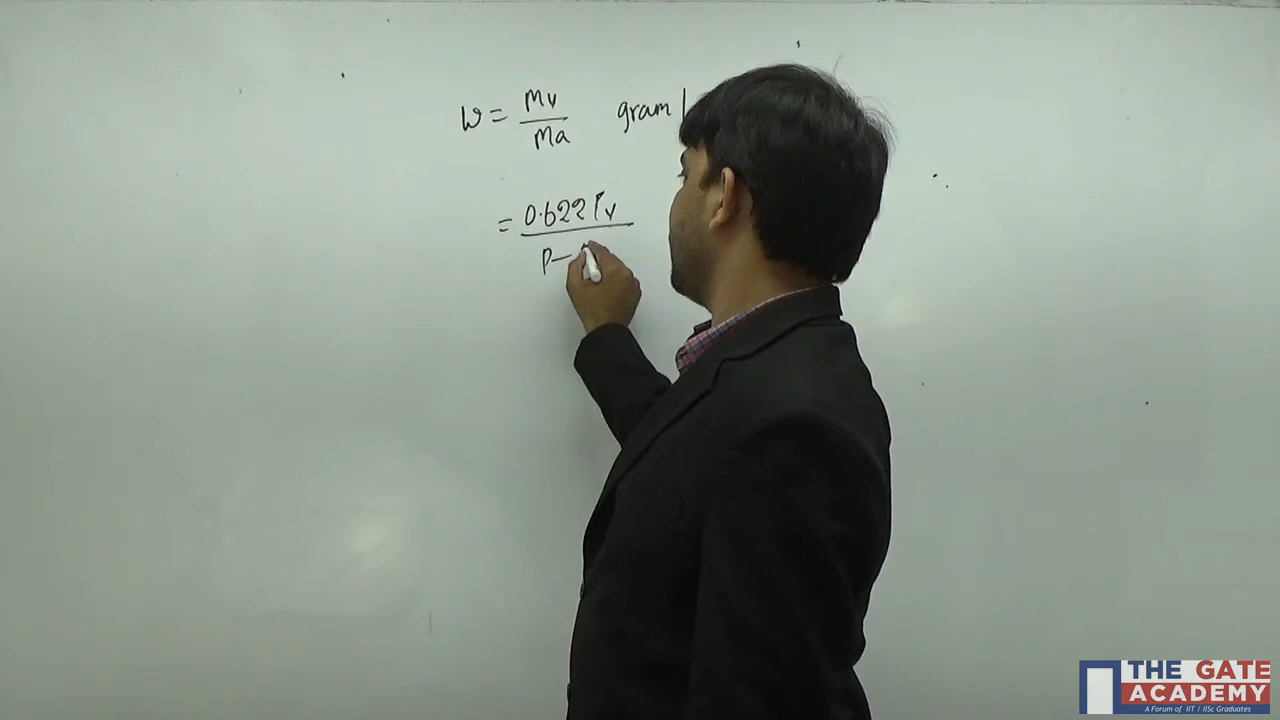 ω = Mv / Ma gram |
= 0.622 Pv / P -
THE GATE
ACADEMY
A Forum of IIT / IISc Graduates